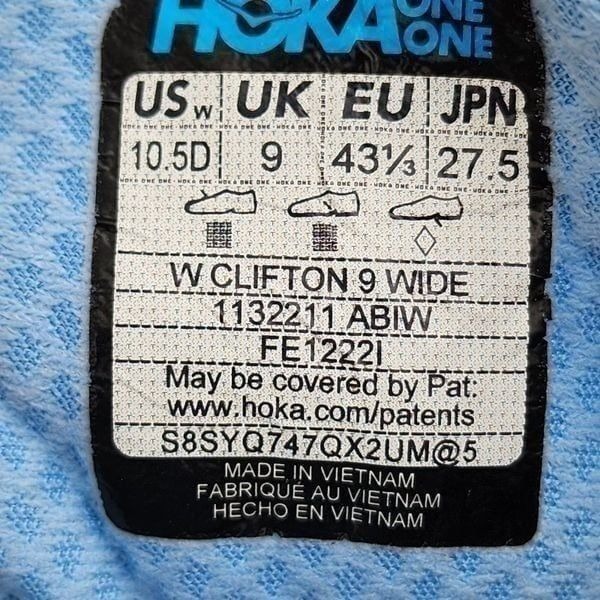 HOKA ONE ONE
US W UK EU JPN
10.5D 9 43⅓ 27.5
W CLIFTON 9 WIDE
1132211 ABIW
FE1222I
May be covered by Pat:
www.hoka.com/patents
S8SYQ747QX2UM@5
MADE IN VIETNAM
FABRIQUÉ AU VIETNAM
HECHO EN VIETNAM